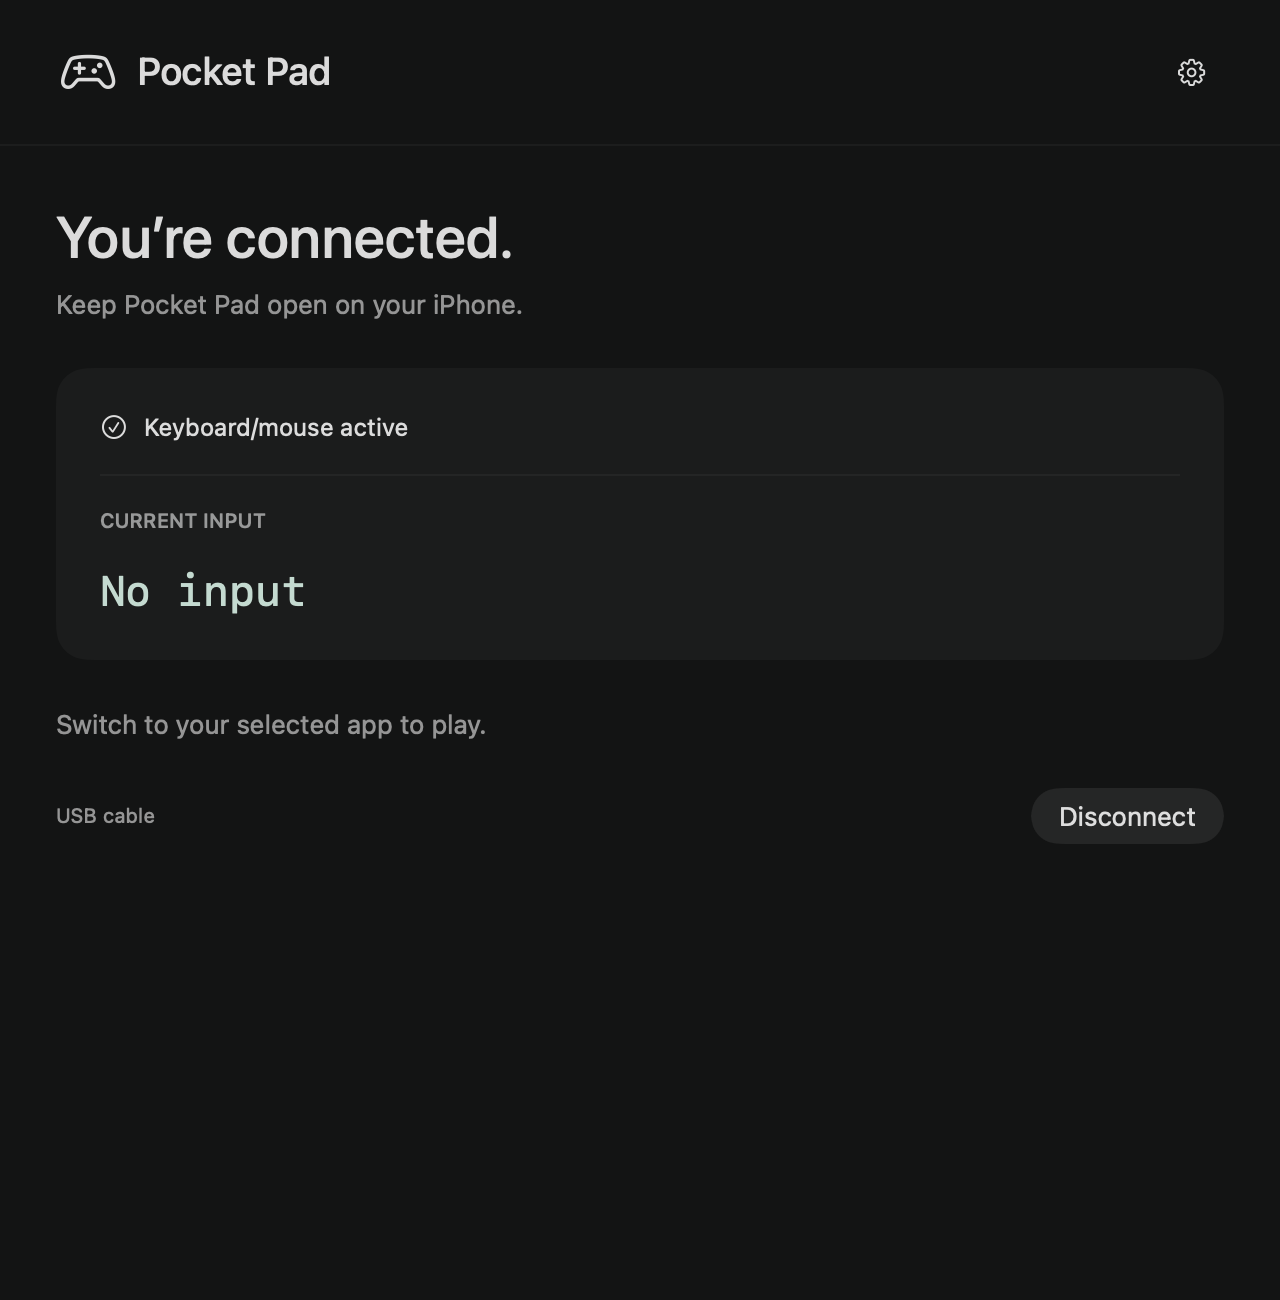 Pocket Pad
You’re connected.
Keep Pocket Pad open on your iPhone.
Keyboard/mouse active
CURRENT INPUT
No input
Switch to your selected app to play.
USB cable
Disconnect